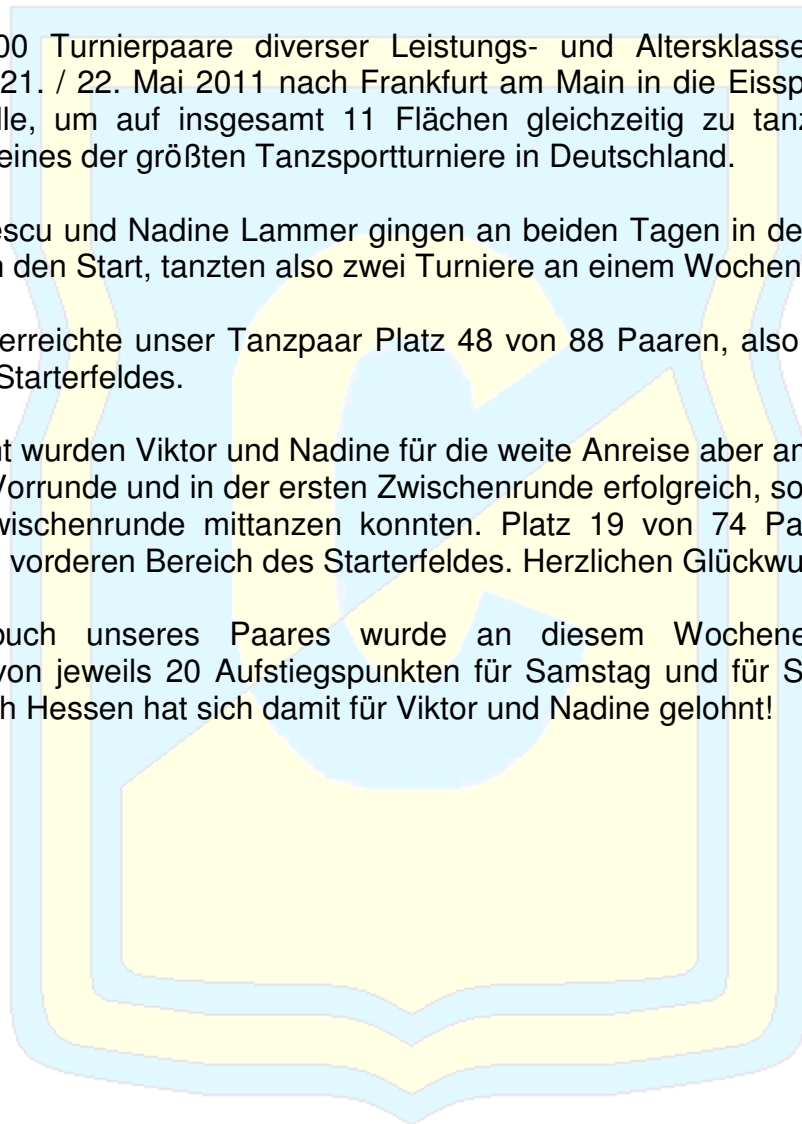 00 Turnierpaare diverser Leistungs- und Altersklasse
21. / 22. Mai 2011 nach Frankfurt am Main in die Eissp
lle, um auf insgesamt 11 Flächen gleichzeitig zu tanz
eines der größten Tanzsportturniere in Deutschland.
escu und Nadine Lammer gingen an beiden Tagen in de
n den Start, tanzten also zwei Turniere an einem Wochen
erreichte unser Tanzpaar Platz 48 von 88 Paaren, also
Starterfeldes.
nt wurden Viktor und Nadine für die weite Anreise aber an
Vorrunde und in der ersten Zwischenrunde erfolgreich, so
wischenrunde mittanzen konnten. Platz 19 von 74 Pa
vorderen Bereich des Starterfeldes. Herzlichen Glückwu
buch unseres Paares wurde an diesem Wochene
von jeweils 20 Aufstiegspunkten für Samstag und für S
h Hessen hat sich damit für Viktor und Nadine gelohnt!